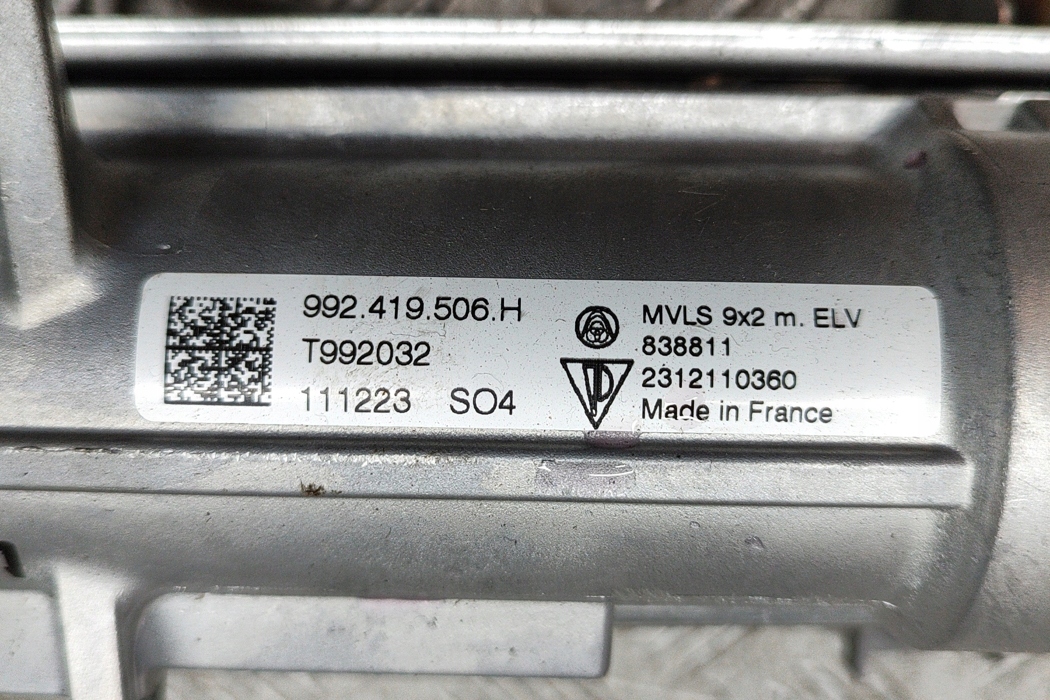 992.419.506.H
T992032
111223 SO4
MVLS 9x2 m. ELV
838811
2312110360
Made in France